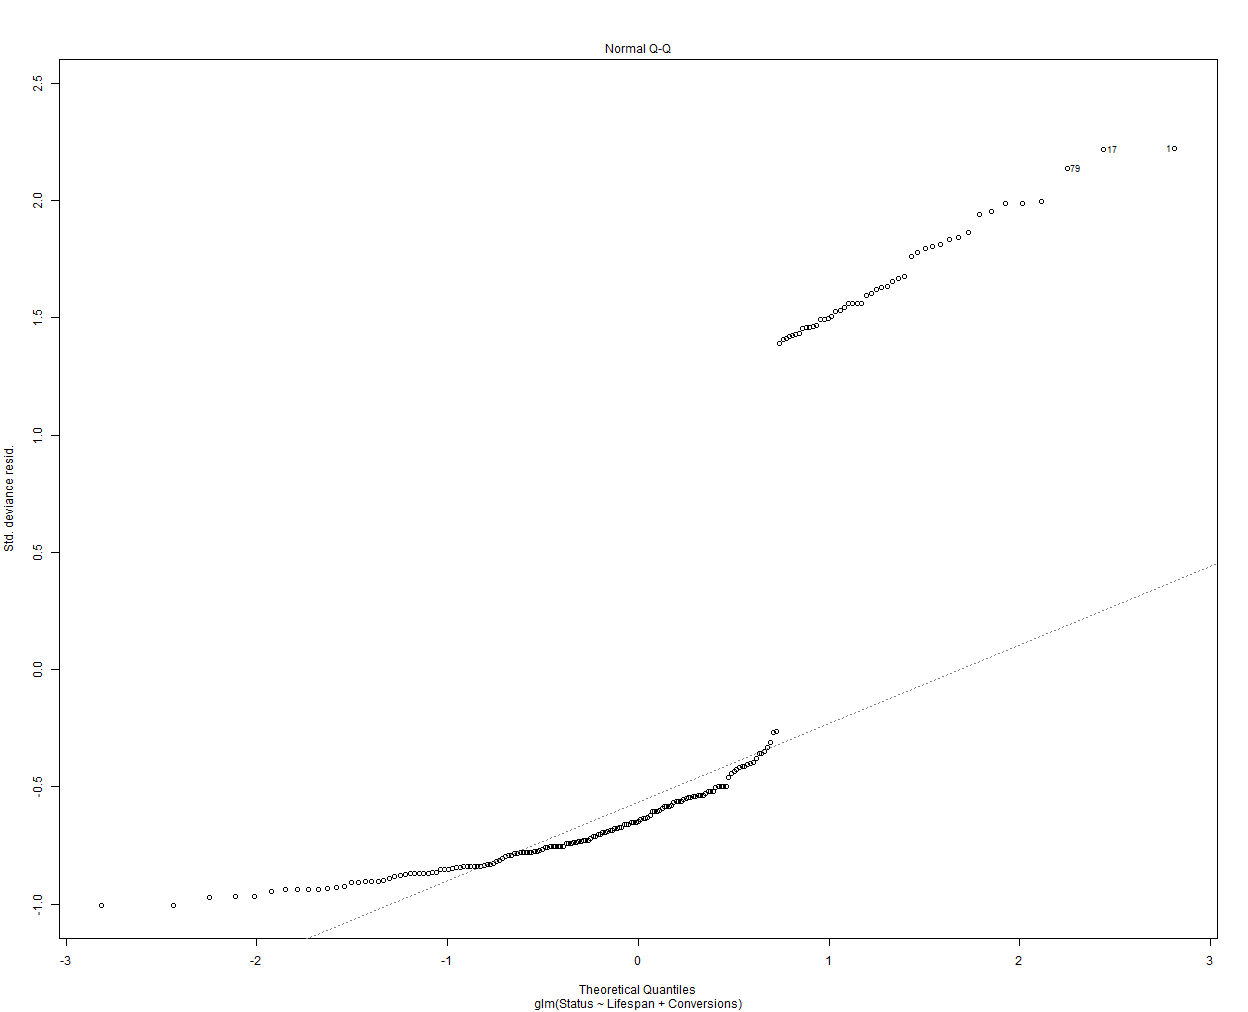 Normal Q-Q
2.5
2.0
1.5
1.0
0.5
0.0
-0.5
-1.0
Std. deviance resid.
17
1
79
-3 -2 -1 0 1 2 3
Theoretical Quantiles
glm(Status ~ Lifespan + Conversions)